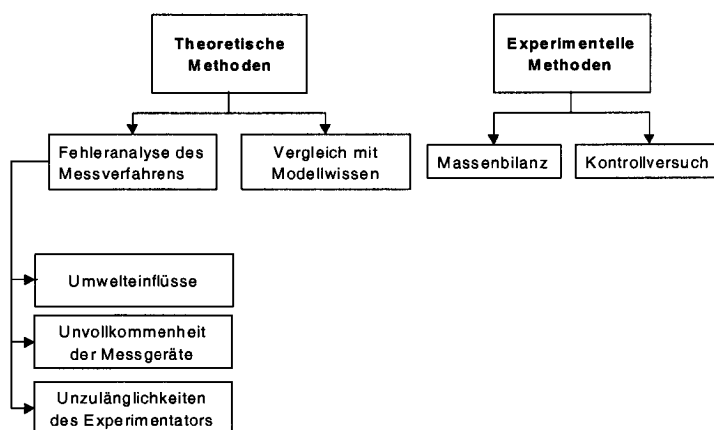 Theoretische
Methoden
Experimentelle
Methoden
Fehleranalyse des
Messverfahrens
Vergleich mit
Modellwissen
Massenbilanz
Kontrollversuch
Umwelteinflüsse
Unvollkommenheit
der Messgeräte
Unzulänglichkeiten
des Experimentators